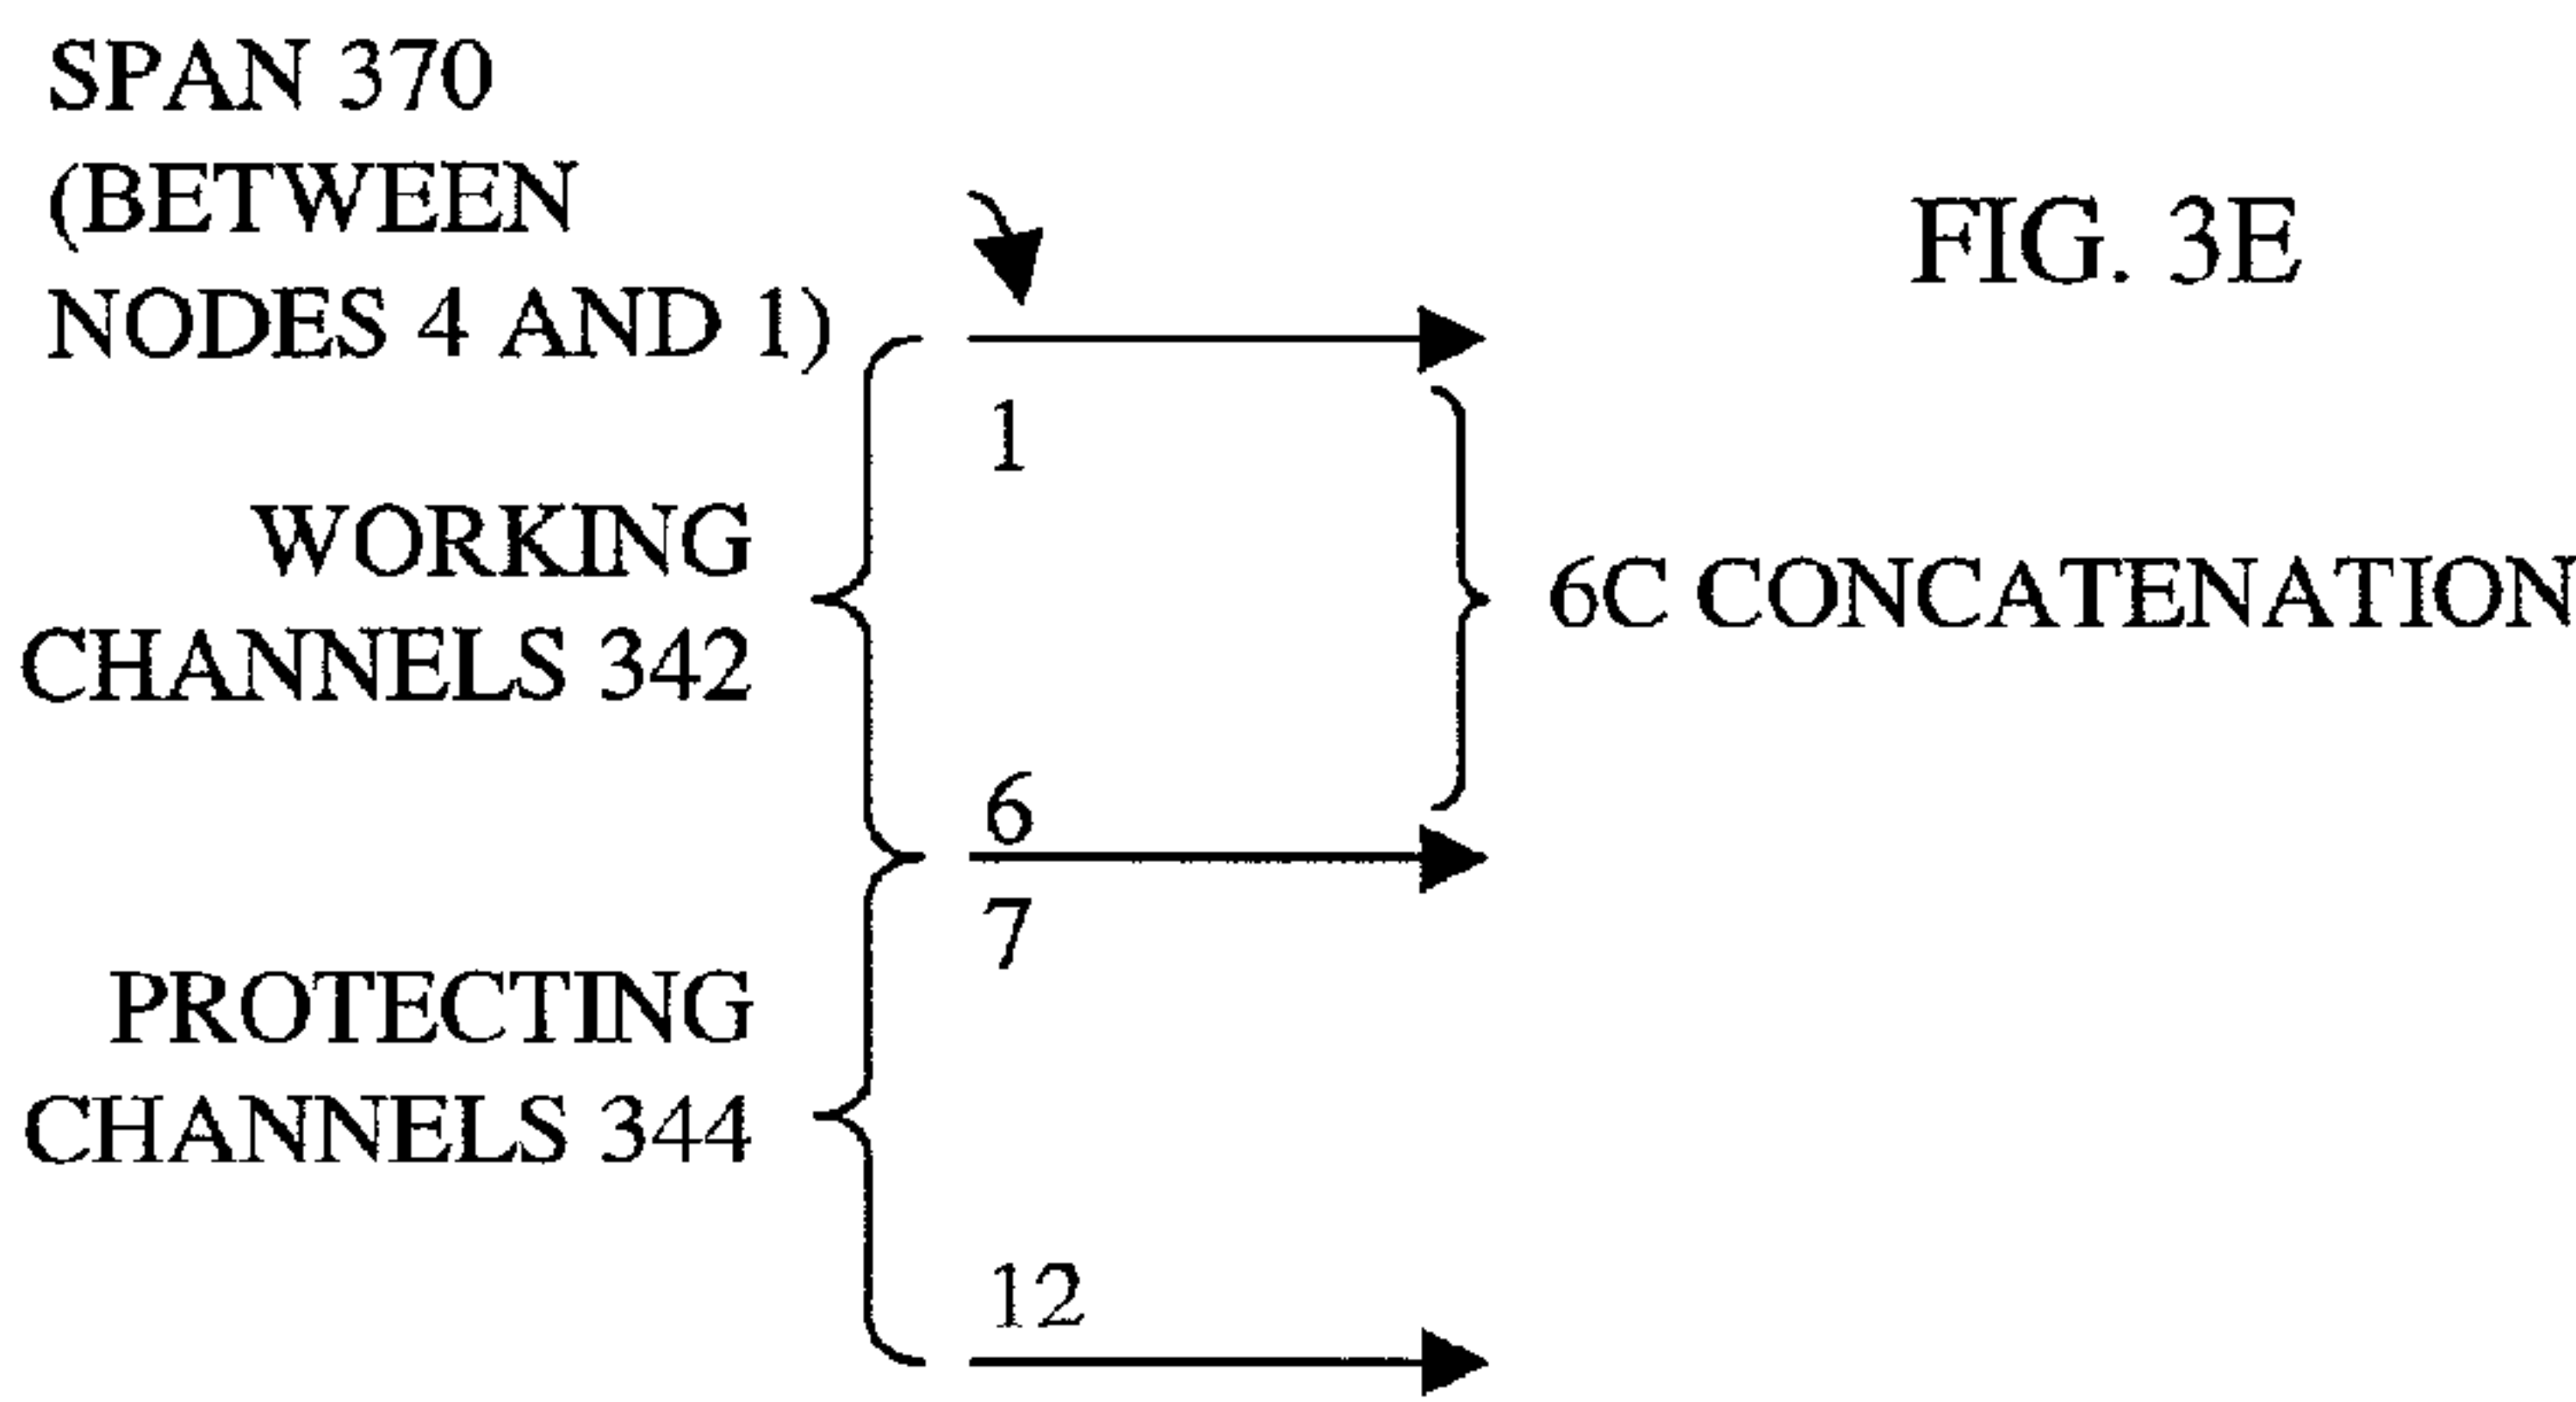 SPAN 370
(BETWEEN
NODES 4 AND 1)
FIG. 3E
1
WORKING
CHANNELS 342
6C CONCATENATION
6
7
PROTECTING
CHANNELS 344
12